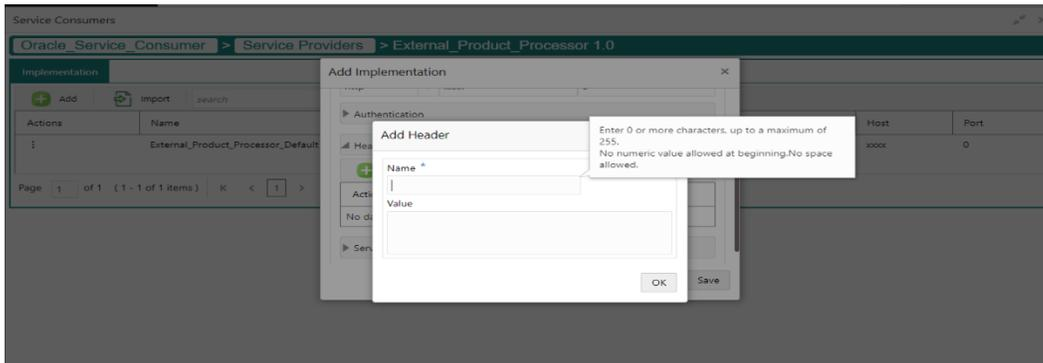 Service Consumers
Oracle_Service_Consumer > Service Providers > External_Product_Processor 1.0
Implementation
Add Import search
Actions Name Host Port
External_Product_Processor_Default xxxx 0
Page 1 of 1 (1 - 1 of 1 items) K < 1 >
Add Implementation
Authentication
Add Header
Name *
Value
OK
Save
No da
Enter 0 or more characters, up to a maximum of
255,
No numeric value allowed at beginning.No space
allowed.